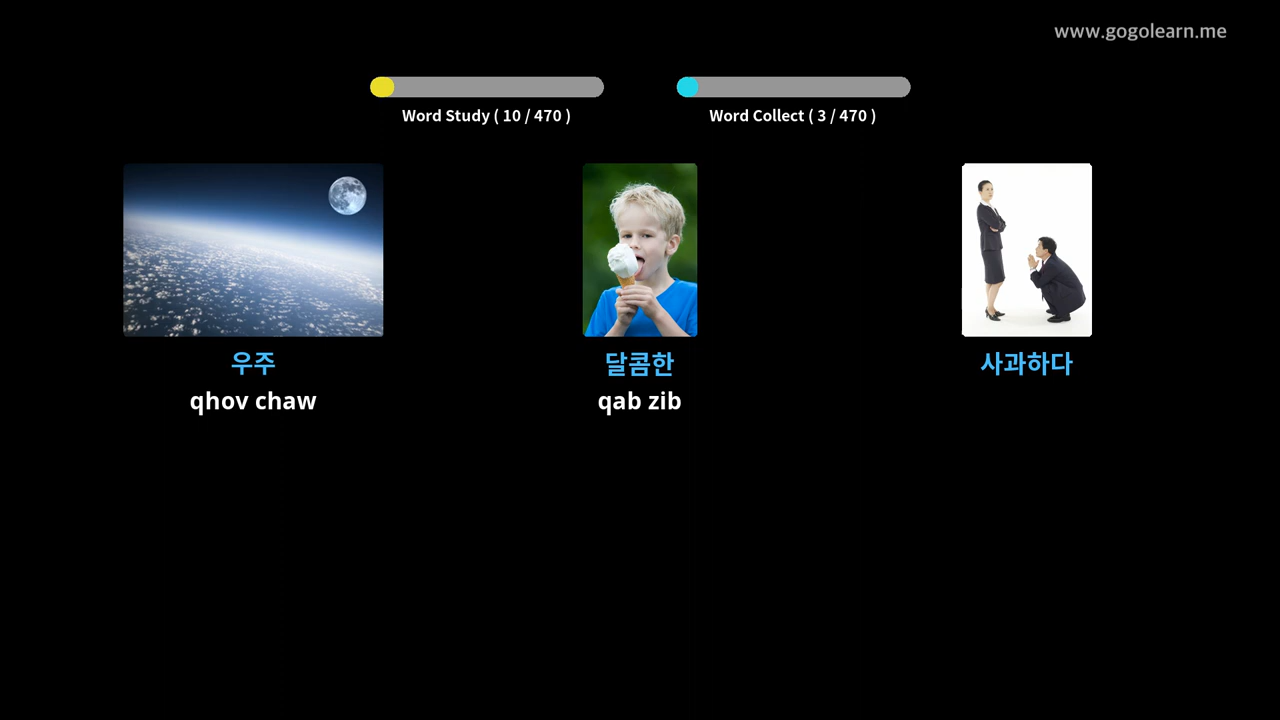 www.gogolearn.me
Word Study ( 10 / 470 )
Word Collect ( 3 / 470 )
우주
달콤한
사과하다
qhov chaw
qab zib